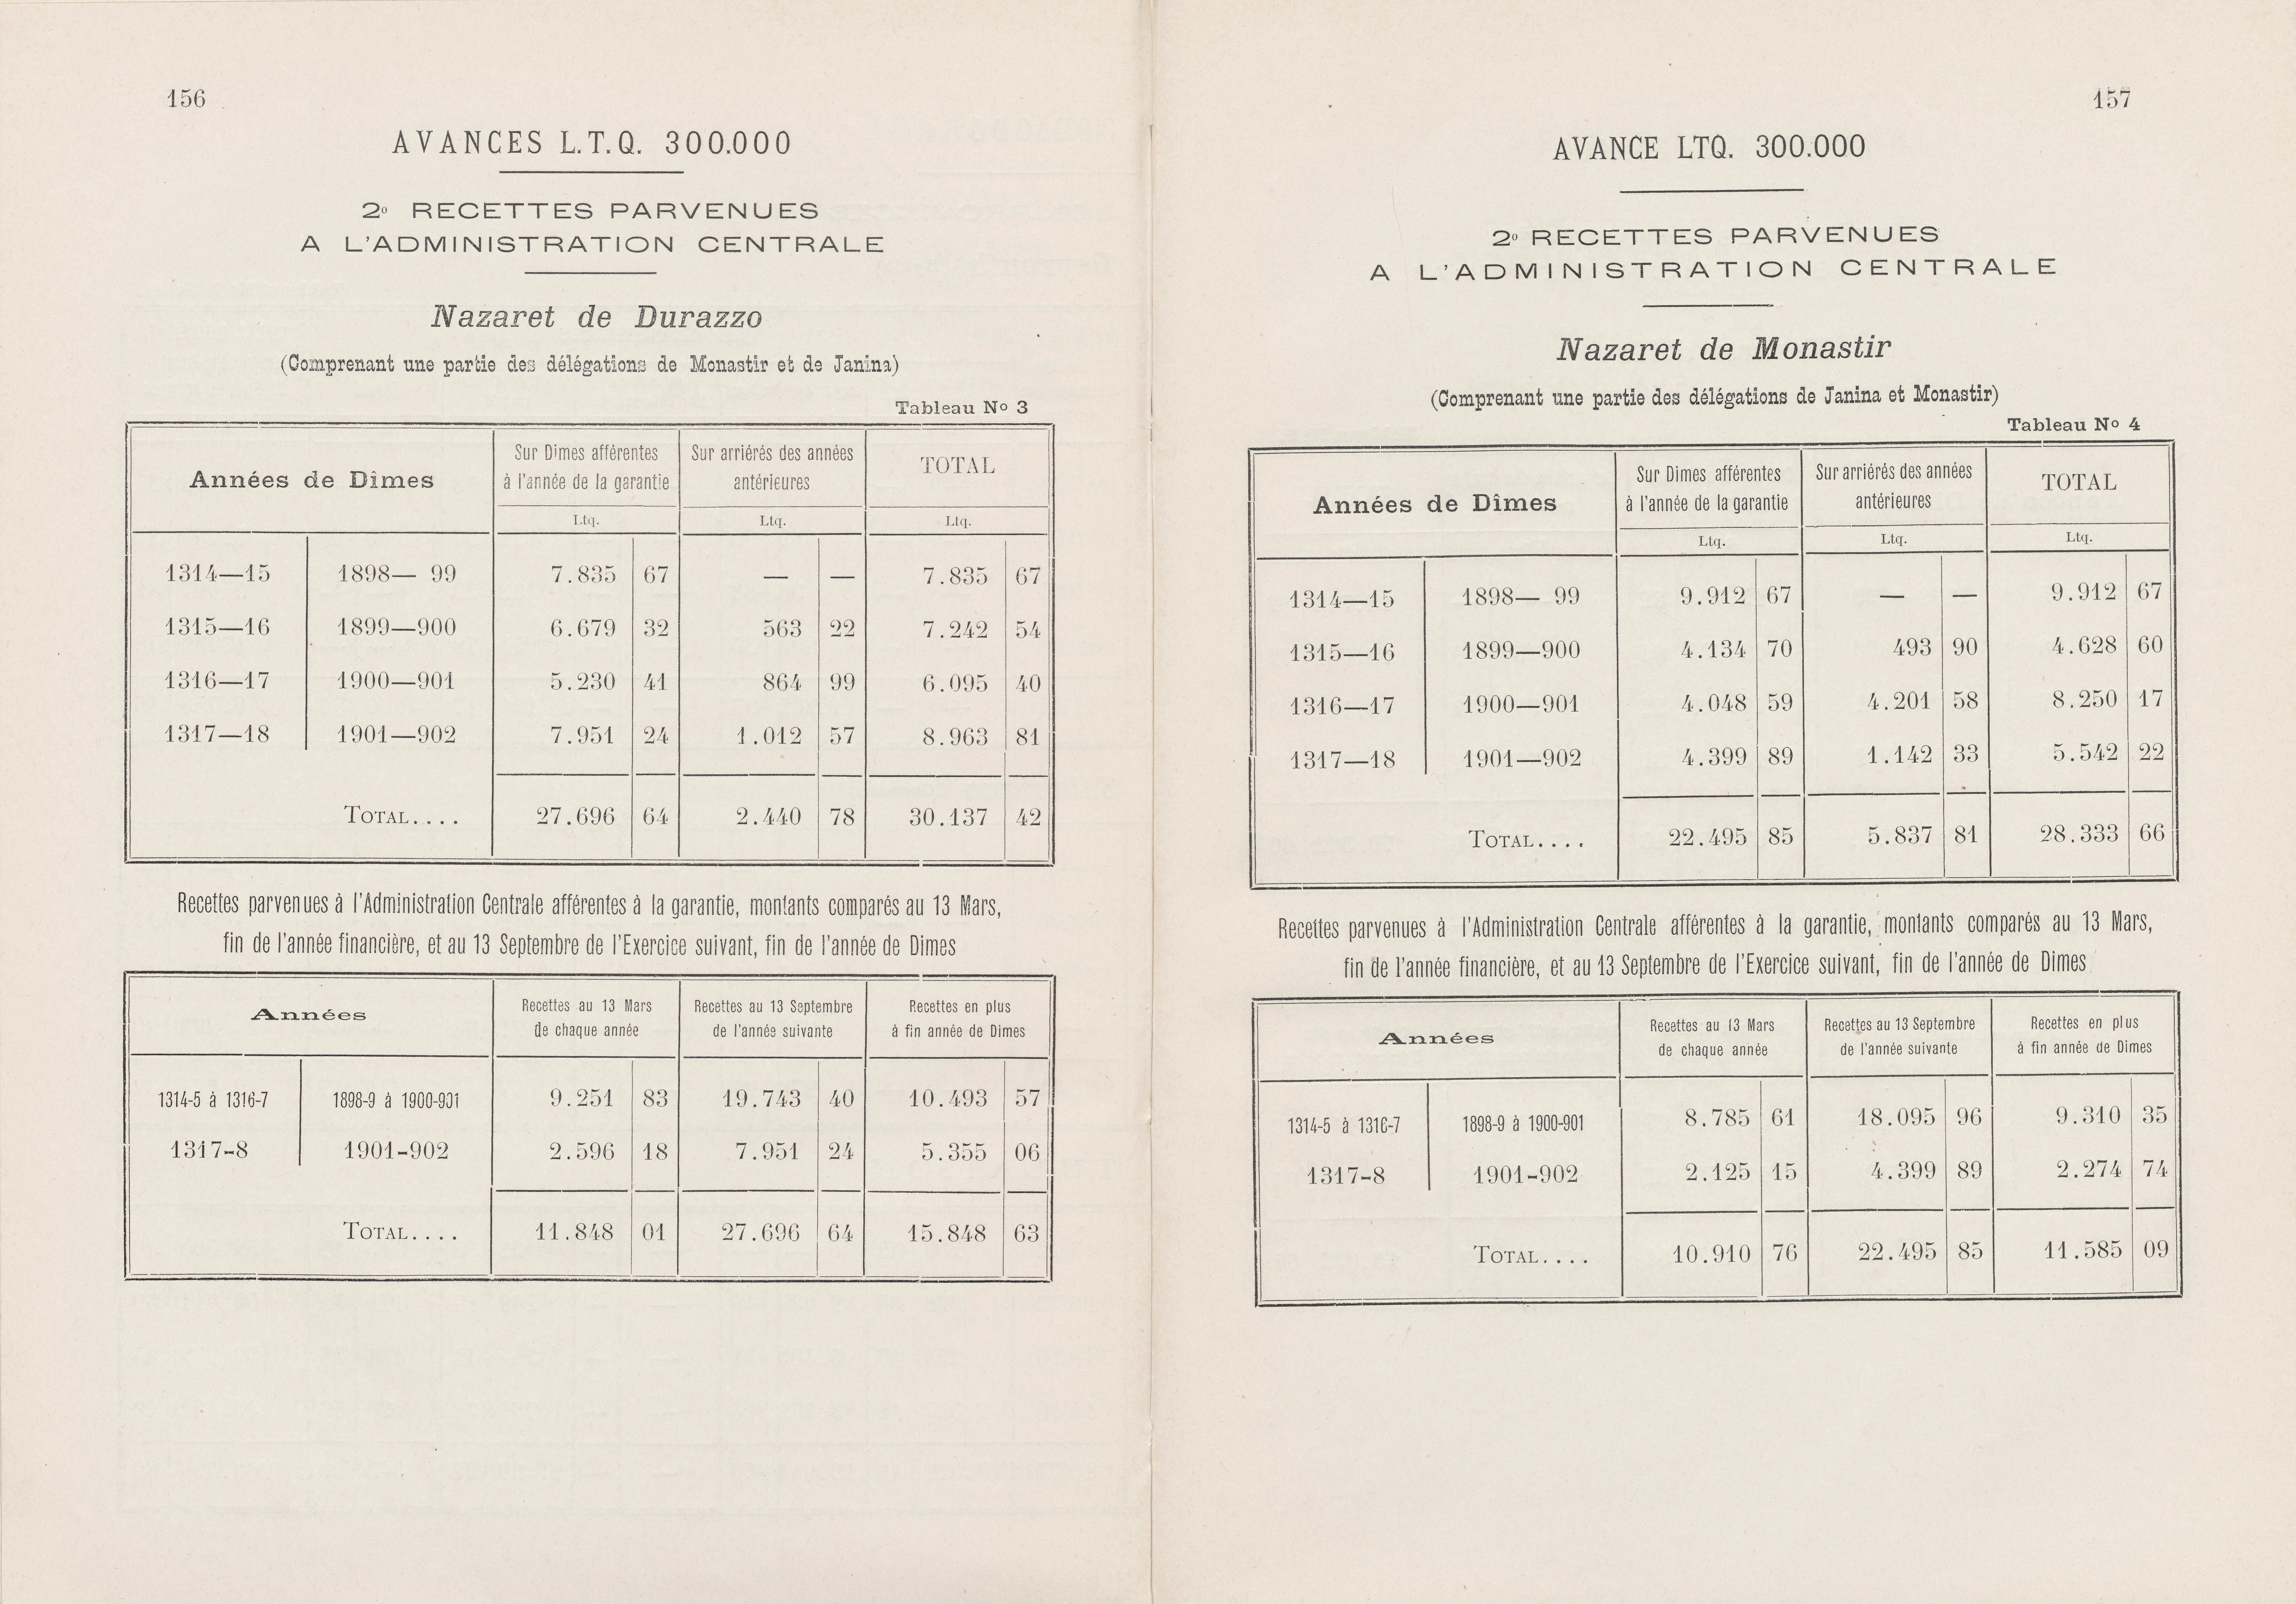 156
AVANCES L.T.Q. 300.000
2º RECETTES PARVENUES
A L'ADMINISTRATION CENTRALE
Nazaret de Durazzo
(Comprenant une partie des délégations de Monastir et de Janina)
Tableau Nº 3
Années de Dîmes
Sur Dimes afférentes
à l'année de la garantie
Ltq.
Sur arriérés des années
antérieures
Ltq.
TOTAL
Ltq.
1314—15 1898— 99 7.835 67 — — 7.835 67
1315—16 1899—900 6.679 32 563 22 7.242 54
1316—17 1900—901 5.230 41 864 99 6.095 40
1317—18 1901—902 7.951 24 1.012 57 8.963 81
TOTAL.... 27.696 64 2.440 78 30.137 42
Recettes parvenues à l'Administration Centrale afférentes à la garantie, montants comparés au 13 Mars,
fin de l'année financière, et au 13 Septembre de l'Exercice suivant, fin de l'année de Dimes
Années
Recettes au 13 Mars
de chaque année
Recettes au 13 Septembre
de l'année suivante
Recettes en plus
à fin année de Dimes
1314-5 à 1316-7 1898-9 à 1900-901 9.251 83 19.743 40 10.493 57
1317-8 1901-902 2.596 18 7.951 24 5.355 06
TOTAL.... 11.848 01 27.696 64 15.848 63
157
AVANCE LTQ. 300.000
2º RECETTES PARVENUES
A L'ADMINISTRATION CENTRALE
Nazaret de Monastir
(Comprenant une partie des délégations de Janina et Monastir)
Tableau Nº 4
Années de Dîmes
Sur Dimes afférentes
à l'année de la garantie
Ltq.
Sur arriérés des années
antérieures
Ltq.
TOTAL
Ltq.
1314—15 1898— 99 9.912 67 — — 9.912 67
1315—16 1899—900 4.134 70 493 90 4.628 60
1316—17 1900—901 4.048 59 4.201 58 8.250 17
1317—18 1901—902 4.399 89 1.142 33 5.542 22
TOTAL.... 22.495 85 5.837 81 28.333 66
Recettes parvenues à l'Administration Centrale afférentes à la garantie, montants comparés au 13 Mars,
fin de l'année financière, et au 13 Septembre de l'Exercice suivant, fin de l'année de Dimes
Années
Recettes au 13 Mars
de chaque année
Recettes au 13 Septembre
de l'année suivante
Recettes en plus
à fin année de Dimes
1314-5 à 1316-7 1898-9 à 1900-901 8.785 61 18.095 96 9.310 35
1317-8 1901-902 2.125 15 4.399 89 2.274 74
TOTAL.... 10.910 76 22.495 85 11.585 09